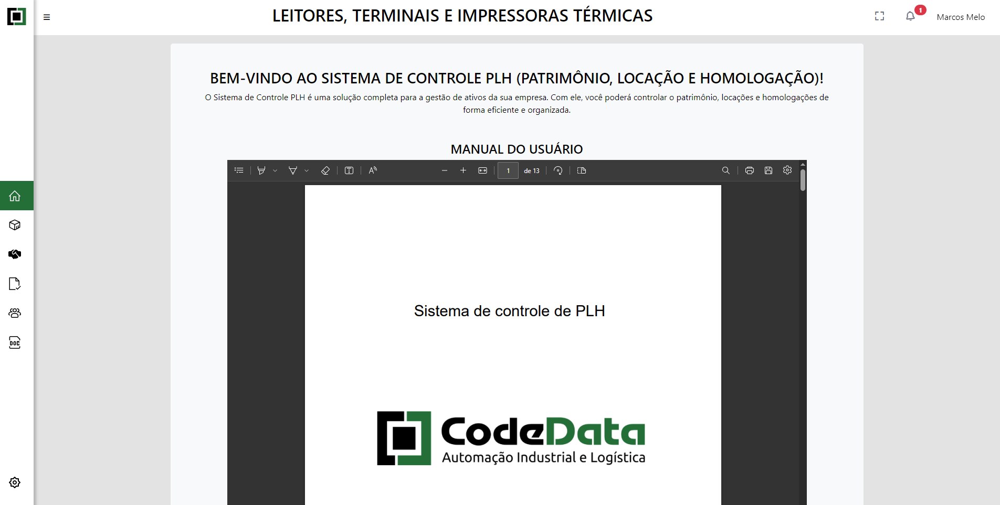 LEITORES, TERMINAIS E IMPRESSORAS TÉRMICAS
1
Marcos Melo
BEM-VINDO AO SISTEMA DE CONTROLE PLH (PATRIMÔNIO, LOCAÇÃO E HOMOLOGAÇÃO)!
O Sistema de Controle PLH é uma solução completa para a gestão de ativos da sua empresa. Com ele, você poderá controlar o patrimônio, locações e homologações de
forma eficiente e organizada.
MANUAL DO USUÁRIO
1 de 13
Sistema de controle de PLH
CodeData
Automação Industrial e Logística
DOC